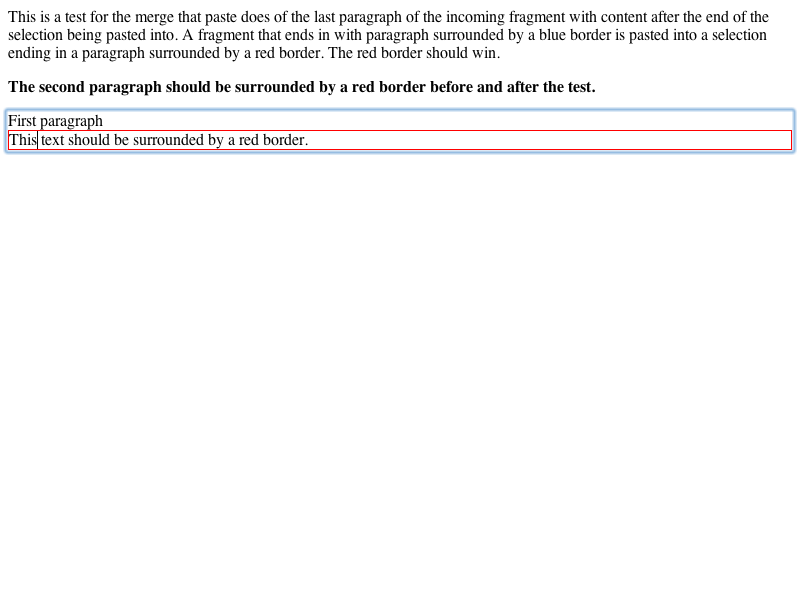 This is a test for the merge that paste does of the last paragraph of the incoming fragment with content after the end of the
selection being pasted into. A fragment that ends in with paragraph surrounded by a blue border is pasted into a selection
ending in a paragraph surrounded by a red border. The red border should win.
The second paragraph should be surrounded by a red border before and after the test.
First paragraph
This text should be surrounded by a red border.